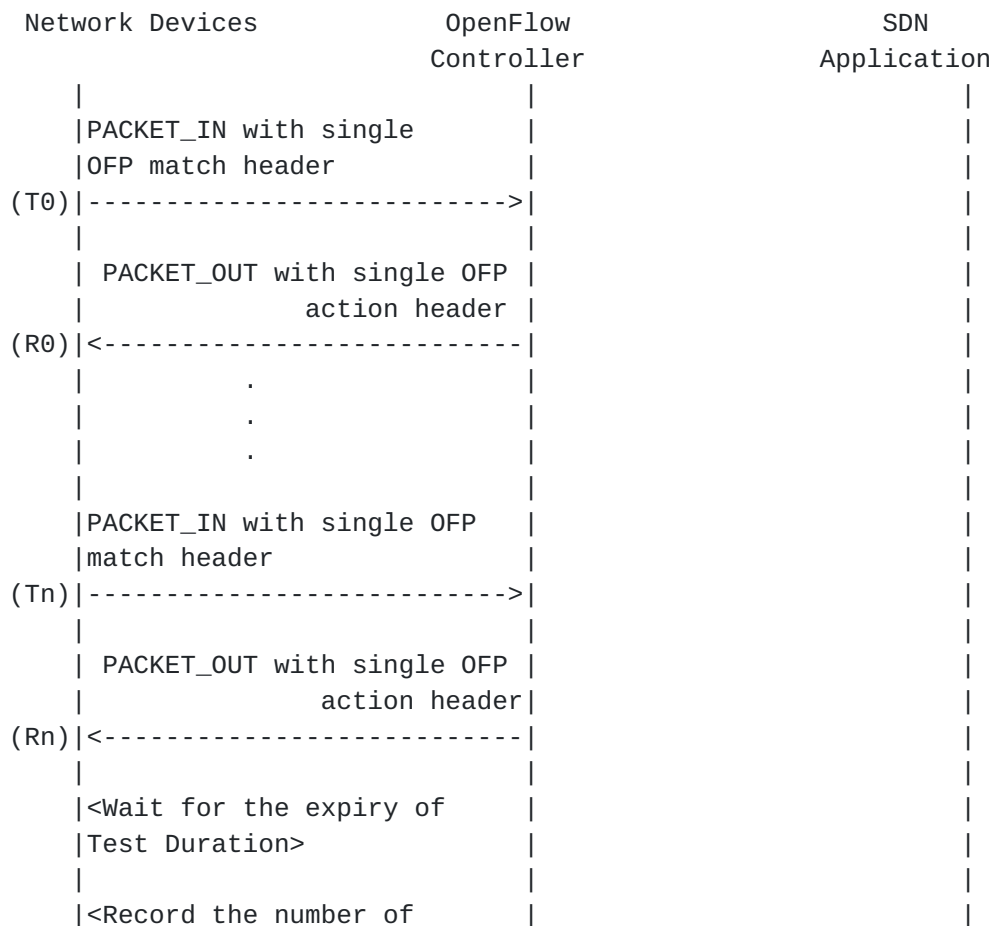 Network Devices            OpenFlow                    SDN
                          Controller               Application
    |                            |                           |
    |PACKET_IN with single       |                           |
    |OFP match header            |                           |
(T0)|--------------------------->|                           |
    |                            |                           |
    | PACKET_OUT with single OFP |                           |
    |              action header |                           |
(R0)|<---------------------------|                           |
    |          .                 |                           |
    |          .                 |                           |
    |          .                 |                           |
    |                            |                           |
    |PACKET_IN with single OFP   |                           |
    |match header                |                           |
(Tn)|--------------------------->|                           |
    |                            |                           |
    | PACKET_OUT with single OFP |                           |
    |               action header|                           |
(Rn)|<---------------------------|                           |
    |                            |                           |
    |<Wait for the expiry of     |                           |
    |Test Duration>              |                           |
    |                            |                           |
    |<Record the number of       |                           |